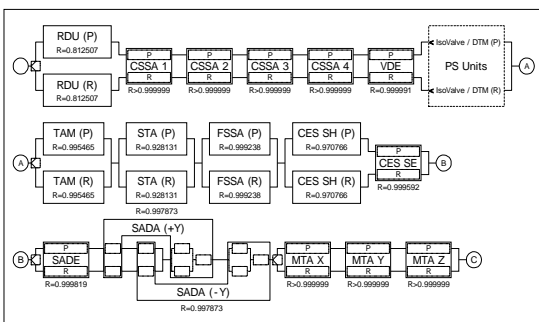 RDU (P)
R=0.812507
RDU (R)
R=0.812507
P
CSSA 1
R
R>0.999999
P
CSSA 2
R
R>0.999999
P
CSSA 3
R
R>0.999999
P
CSSA 4
R
R>0.999999
P
VDE
R
R=0.999991
IsoValve / DTM (P)
PS Units
IsoValve / DTM (R)
A
A
TAM (P)
R=0.995465
TAM (R)
R=0.995465
STA (P)
R=0.928131
STA (R)
R=0.928131
FSSA (P)
R=0.999238
FSSA (R)
R=0.999238
CES SH (P)
R=0.970766
CES SH (R)
R=0.970766
P
CES SE
R
R=0.999592
B
B
P
SADE
R
R=0.999819
R=0.997873
SADA (+Y)
SADA (-Y)
R=0.997873
P
MTA X
R
R>0.999999
P
MTA Y
R
R>0.999999
P
MTA Z
R
R>0.999999
C